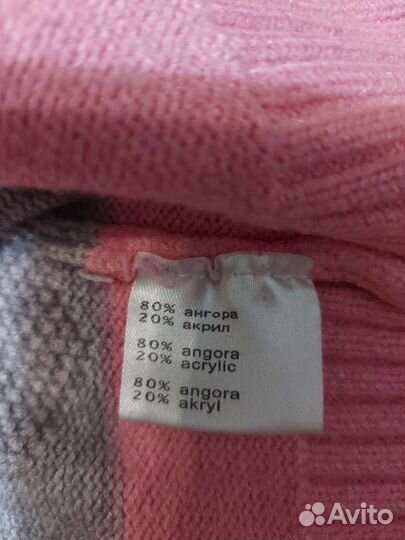 80% ангора
20% акрил
80% angora
20% acrylic
80% angora
20% akryl
Avito